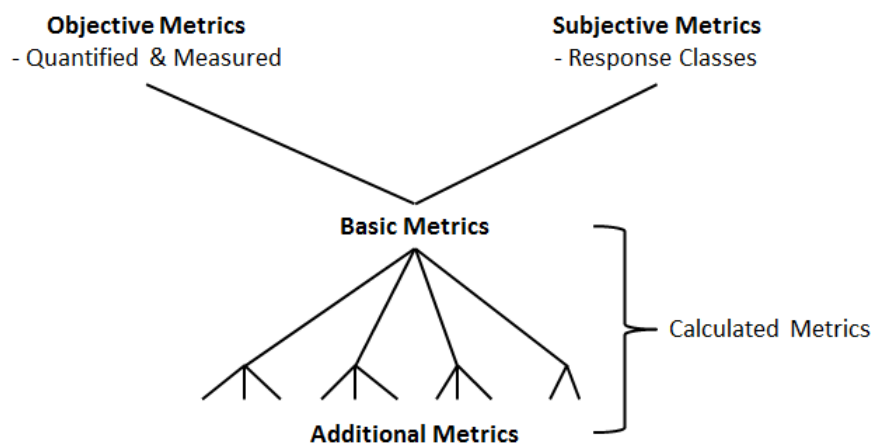 Objective Metrics
- Quantified & Measured
Subjective Metrics
- Response Classes
Basic Metrics
Calculated Metrics
Additional Metrics